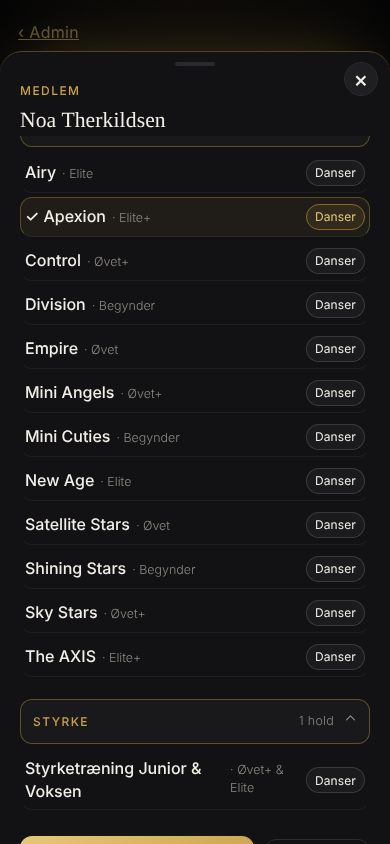 ‹ Admin
MEDLEM
Noa Therkildsen
Airy · Elite Danser
✓ Apexion · Elite+ Danser
Control · Øvet+ Danser
Division · Begynder Danser
Empire · Øvet Danser
Mini Angels · Øvet+ Danser
Mini Cuties · Begynder Danser
New Age · Elite Danser
Satellite Stars · Øvet Danser
Shining Stars · Begynder Danser
Sky Stars · Øvet+ Danser
The AXIS · Elite+ Danser
STYRKE 1 hold
Styrketræning Junior & · Øvet+ & Danser
Voksen Elite